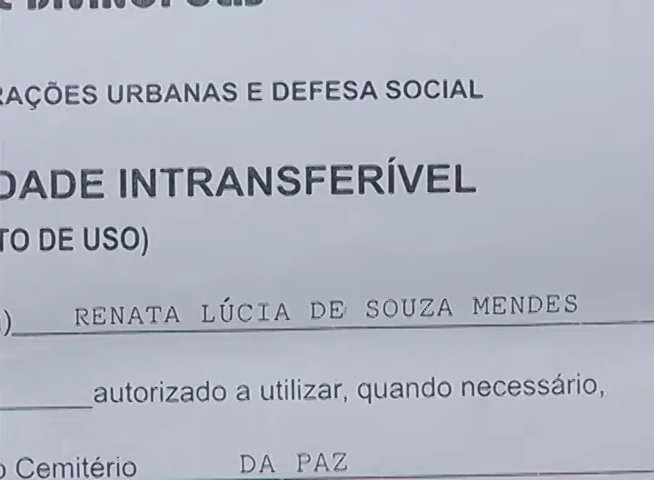 E DIVINÓPOLIS
RAÇÕES URBANAS E DEFESA SOCIAL
DADE INTRANSFERÍVEL
TO DE USO)
) RENATA LÚCIA DE SOUZA MENDES
autorizado a utilizar, quando necessário,
o Cemitério DA PAZ